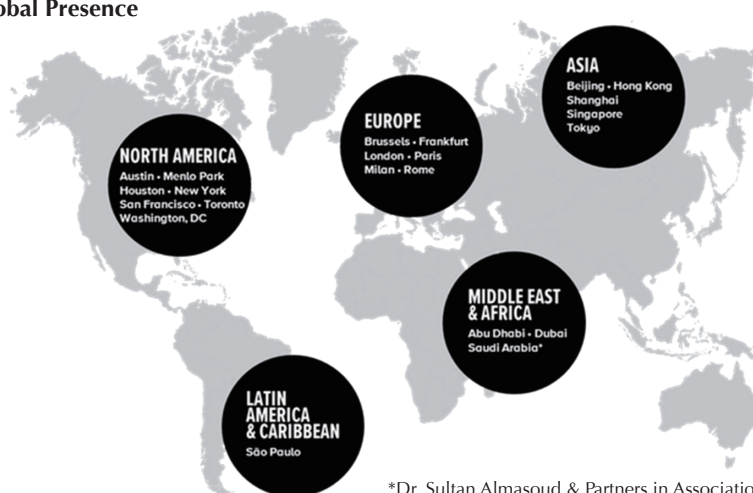 obal Presence
ASIA
Beijing • Hong Kong
Shanghai
Singapore
Tokyo
EUROPE
Brussels • Frankfurt
London • Paris
Milan • Rome
NORTH AMERICA
Austin • Menlo Park
Houston • New York
San Francisco • Toronto
Washington, DC
MIDDLE EAST
& AFRICA
Abu Dhabi • Dubai
Saudi Arabia*
LATIN
AMERICA
& CARIBBEAN
São Paulo
*Dr. Sultan Almasoud & Partners in Associatio